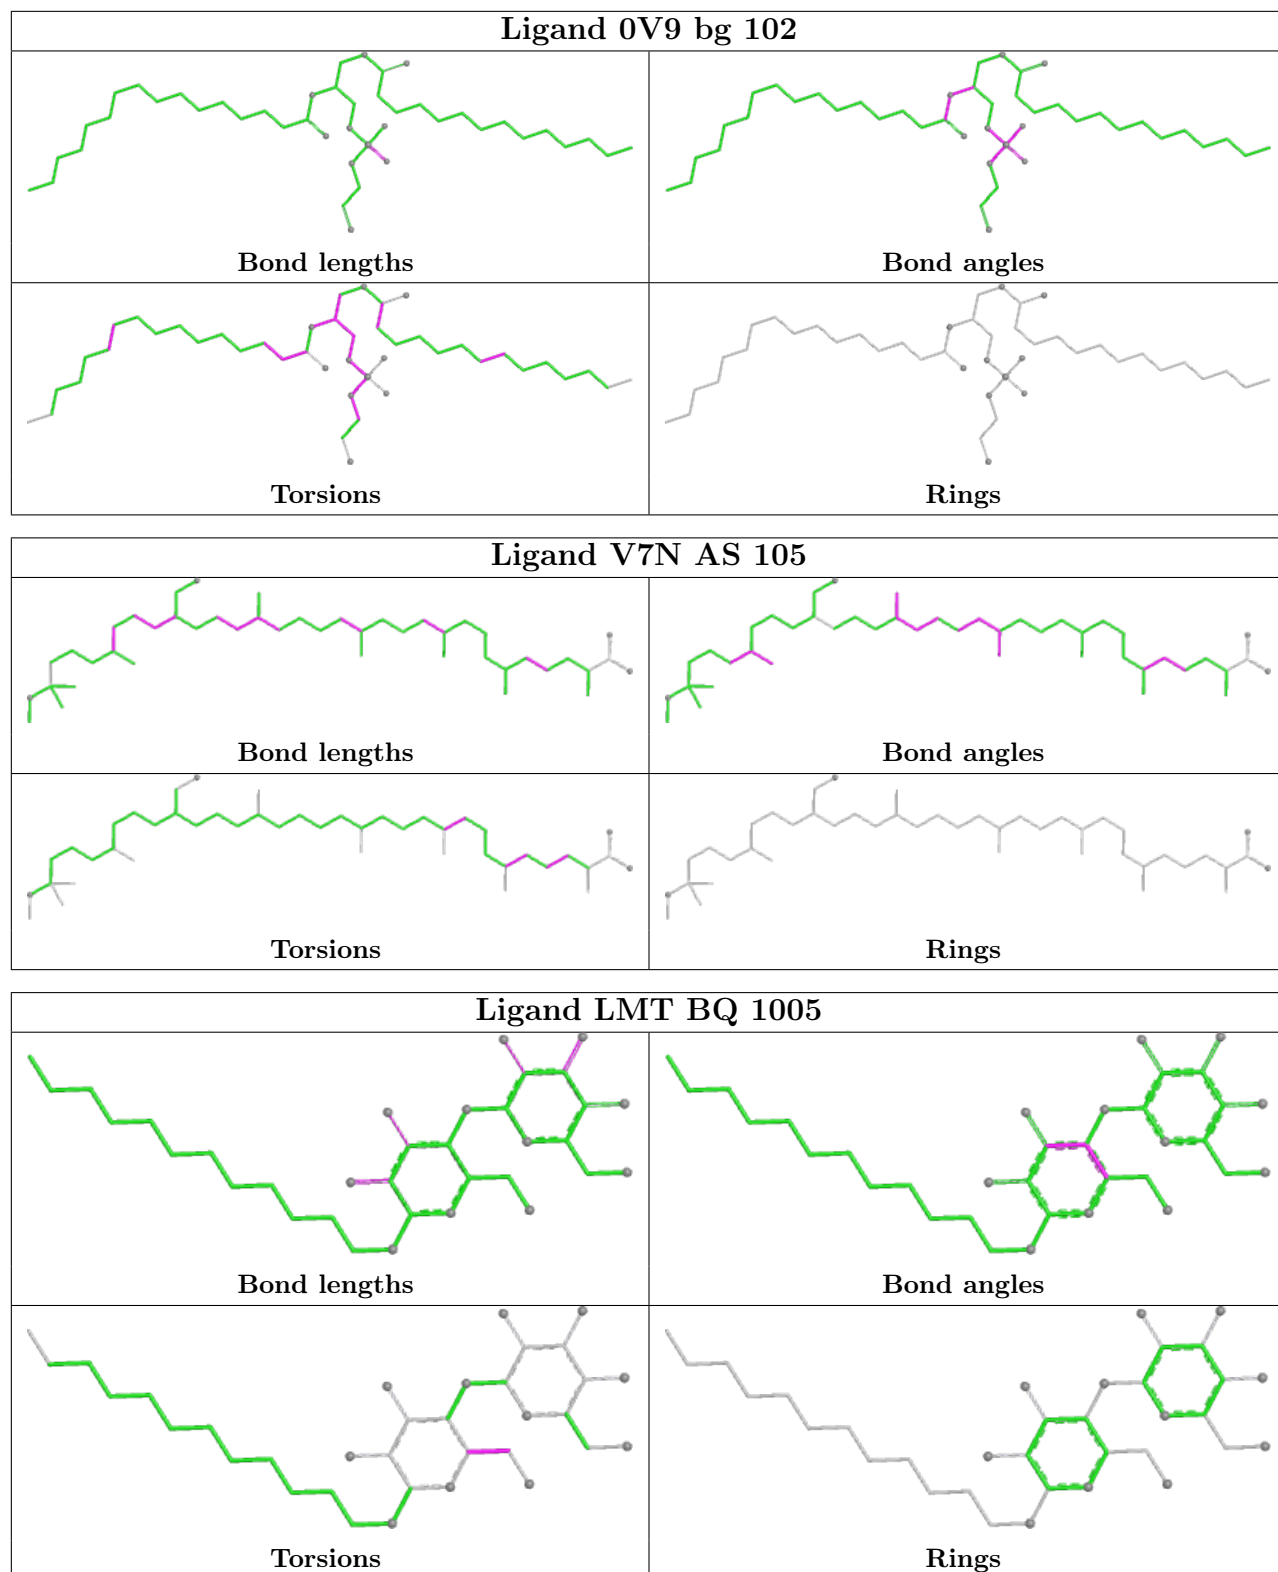 Ligand 0V9 bg 102
Bond lengths
Bond angles
Torsions
Rings
Ligand V7N AS 105
Bond lengths
Bond angles
Torsions
Rings
Ligand LMT BQ 1005
Bond lengths
Bond angles
Torsions
Rings